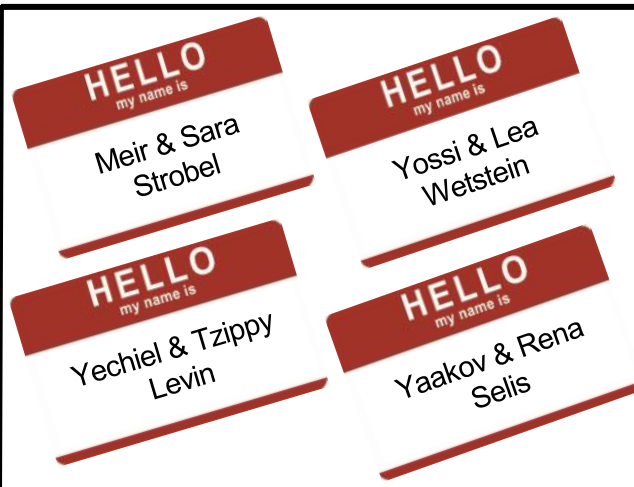 HELLO
my name is
Meir & Sara
Strobel
HELLO
my name is
Yossi & Lea
Wetstein
HELLO
my name is
Yechiel & Tzippy
Levin
HELLO
my name is
Yaakov & Rena
Selis